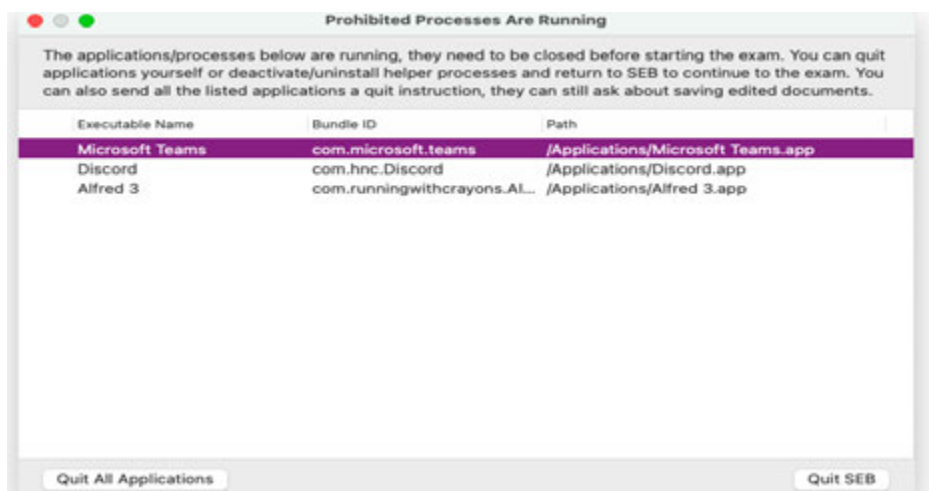 Prohibited Processes Are Running
The applications/processes below are running, they need to be closed before starting the exam. You can quit
applications yourself or deactivate/uninstall helper processes and return to SEB to continue to the exam. You
can also send all the listed applications a quit instruction, they can still ask about saving edited documents.
Executable Name Bundle ID Path
Microsoft Teams com.microsoft.teams /Applications/Microsoft Teams.app
Discord com.hnc.Discord /Applications/Discord.app
Alfred 3 com.runningwithcrayons.Al... /Applications/Alfred 3.app
Quit All Applications Quit SEB